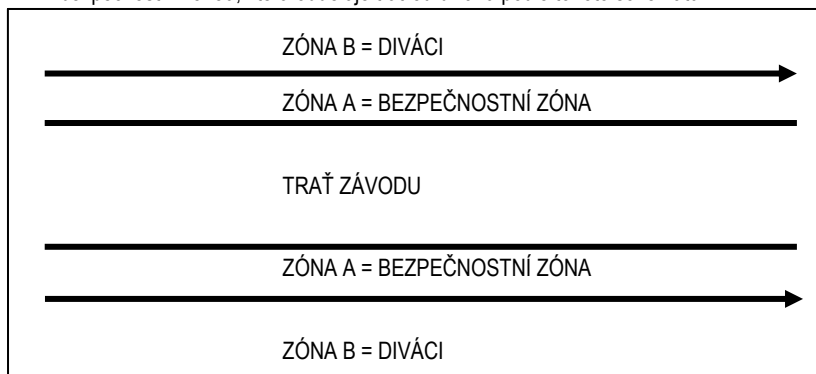 ZÓNA B = DIVÁCI
ZÓNA A = BEZPEČNOSTNÍ ZÓNA
TRAŤ ZÁVODU
ZÓNA A = BEZPEČNOSTNÍ ZÓNA
ZÓNA B = DIVÁCI